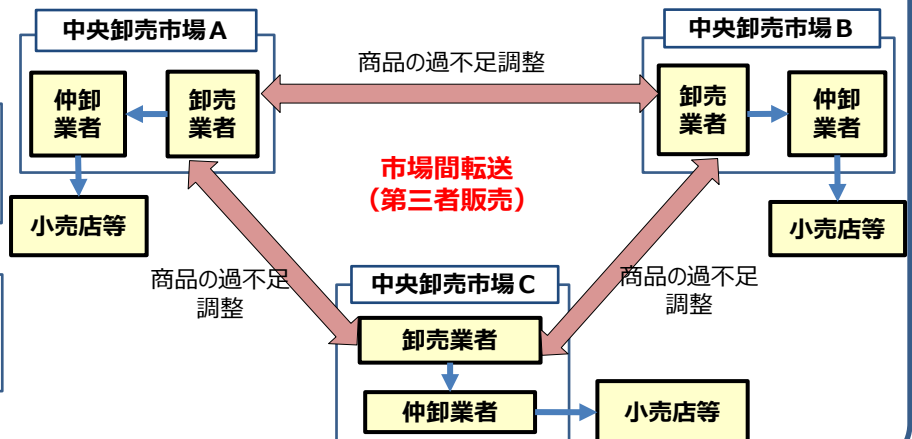 中央卸売市場A
仲卸
業者
卸売
業者
小売店等
商品の過不足調整
中央卸売市場B
卸売
業者
仲卸
業者
小売店等
市場間転送
（第三者販売）
商品の過不足
調整
商品の過不足
調整
中央卸売市場C
卸売業者
仲卸業者
小売店等